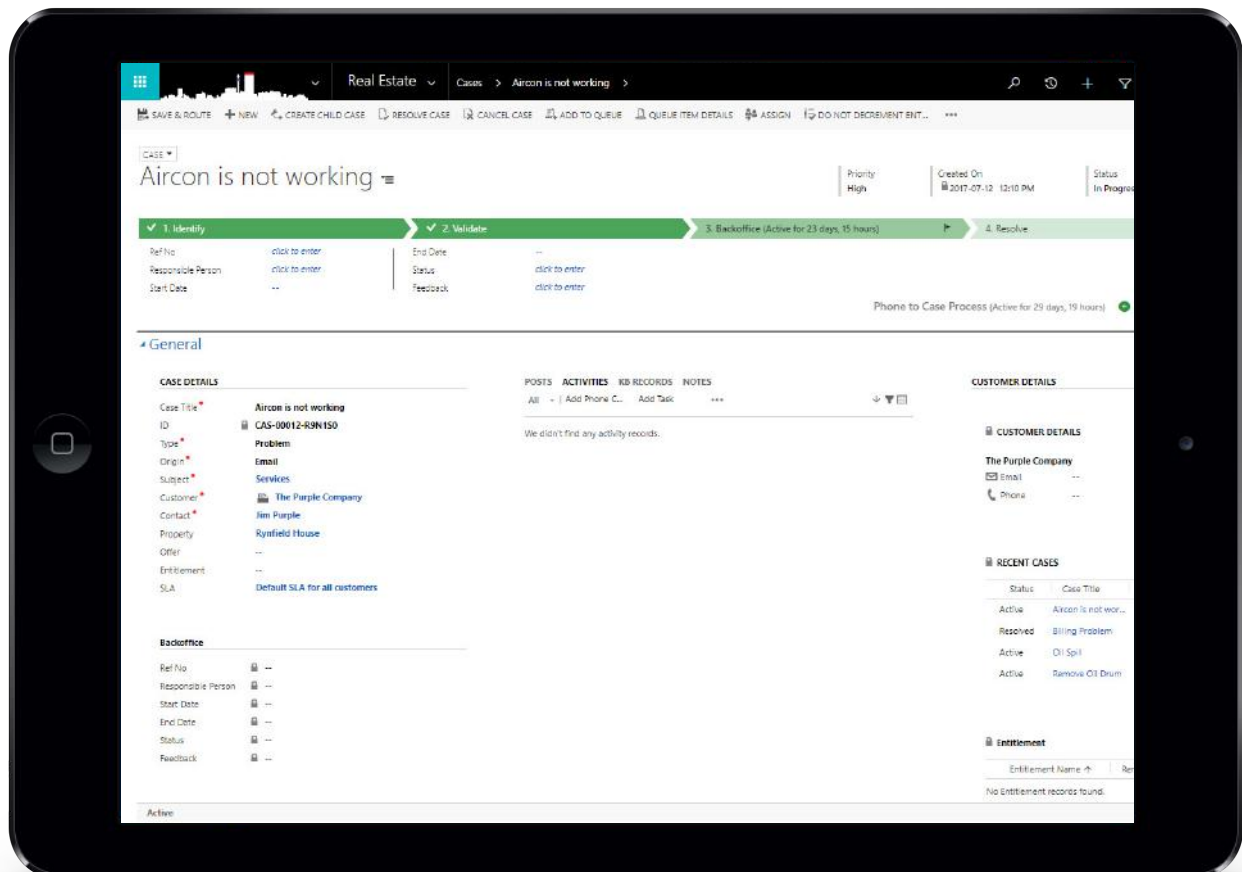 Real Estate Cases > Aircon is not working >
SAVE & ROUTE NEW CREATE CHILD CASE RESOLVE CASE CANCEL CASE ADD TO QUEUE QUEUE ITEM DETAILS ASSIGN DO NOT DECREMENT ENT... ...
CASE
Aircon is not working
Priority Created On Status
High 2017-07-12 12:10 PM In Progre
1. Identify 2. Validate 3. Backoffice (Active for 23 days, 15 hours) 4. Resolve
Ref No click to enter End Date --
Responsible Person click to enter Status click to enter
Start Date -- Feedback click to enter
Phone to Case Process (Active for 29 days, 19 hours)
General
CASE DETAILS
Case Title* Aircon is not working
ID CAS-00012-R9N1S0
Type* Problem
Origin* Email
Subject* Services
Customer* The Purple Company
Contact* Jim Purple
Property Rynfield House
Offer --
Entitlement --
SLA Default SLA for all customers
Backoffice
Ref No --
Responsible Person --
Start Date --
End Date --
Status --
Feedback --
POSTS ACTIVITIES KB RECORDS NOTES
All - | Add Phone C... Add Task ...
We didn't find any activity records.
CUSTOMER DETAILS
CUSTOMER DETAILS
The Purple Company
Email --
Phone --
RECENT CASES
Status Case Title
Active Aircon is not wor...
Resolved Billing Problem
Active Oil Spill
Active Remove Oil Drum
Entitlement
Entitlement Name Rer
No Entitlement records found.
Active